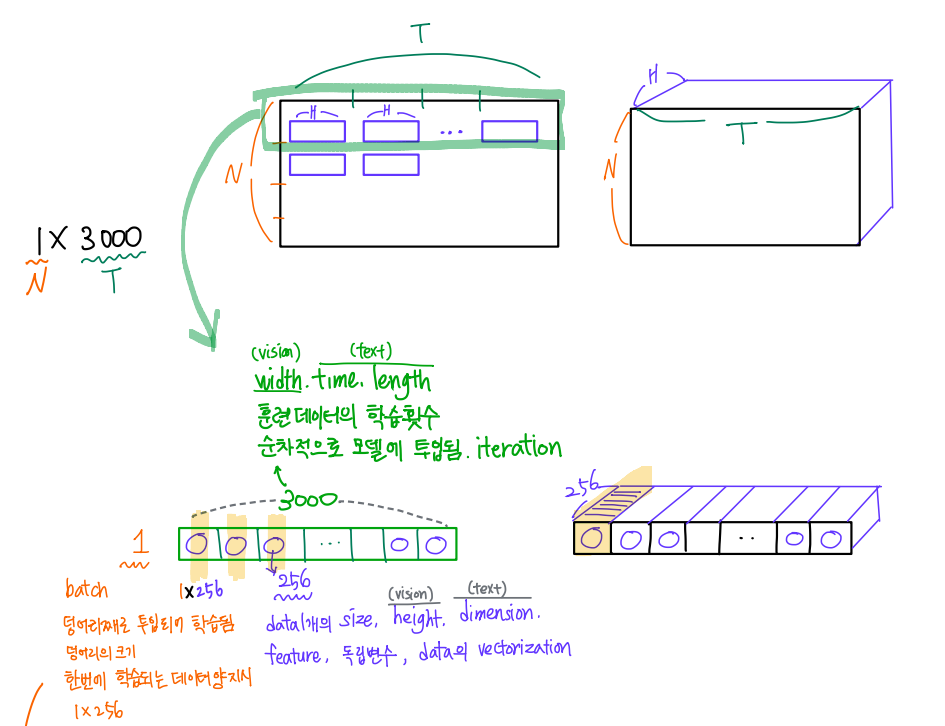 T
H
H H
T
...
N
N
1 X 3000
N T
(vision) (text)
width. time. length
훈련데이터의 학습횟수
순차적으로 모델에 투입됨. iteration
3000
256
1
...
..
batch
1x256
256
(vision) (text)
덩어리째로 투입되어 학습됨
data1개의 size, height. dimension.
덩어리의 크기
feature, 독립변수, data의 vectorization
한번에 학습되는 데이터양 지시
1x256